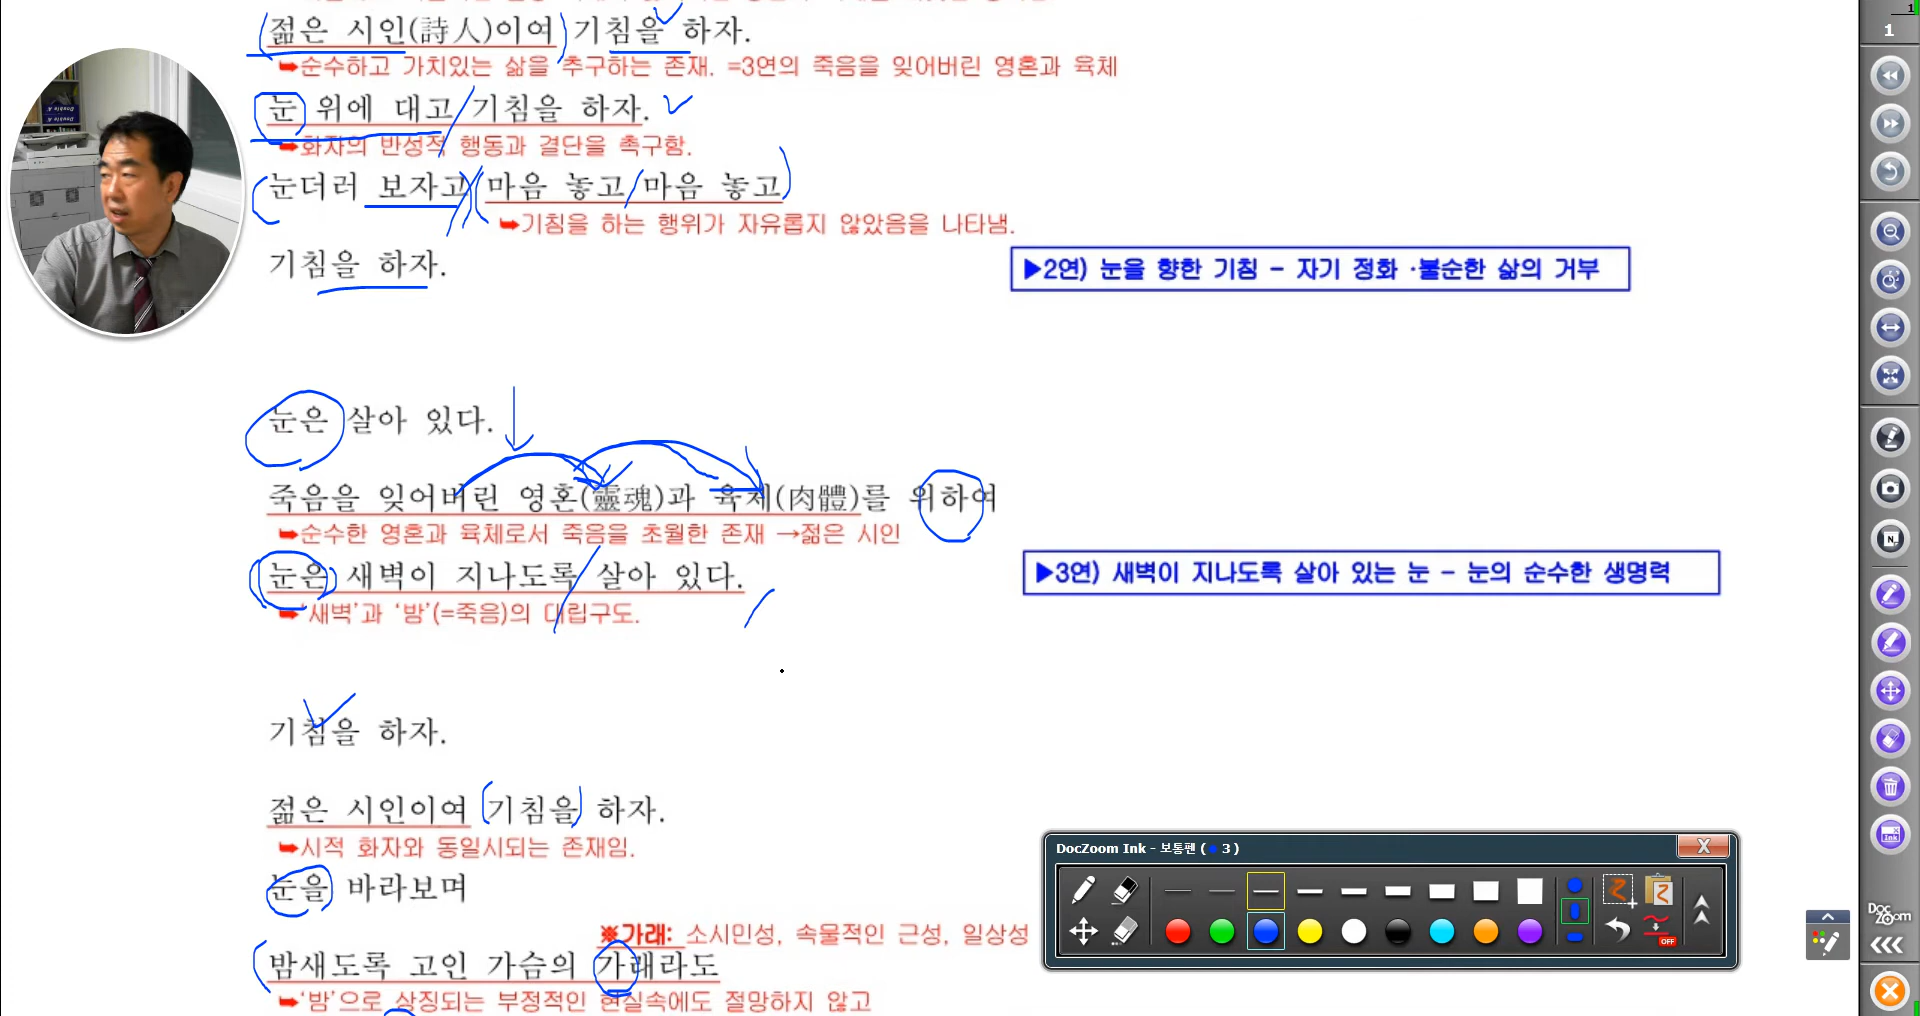 젊은 시인(詩人)이여 기침을 하자.
➥순수하고 가치있는 삶을 추구하는 존재. =3연의 죽음을 잊어버린 영혼과 육체
눈 위에 대고 기침을 하자.
➥화자의 반성적 행동과 결단을 촉구함.
눈더러 보자고 마음 놓고 마음 놓고
➥기침을 하는 행위가 자유롭지 않았음을 나타냄.
기침을 하자.
▶2연) 눈을 향한 기침 - 자기 정화 ·불순한 삶의 거부
눈은 살아 있다.
죽음을 잊어버린 영혼(靈魂)과 육체(肉體)를 위하여
➥순수한 영혼과 육체로서 죽음을 초월한 존재 →젊은 시인
눈은 새벽이 지나도록 살아 있다.
▶3연) 새벽이 지나도록 살아 있는 눈 - 눈의 순수한 생명력
➥'새벽'과 '밤'(=죽음)의 대립구도.
기침을 하자.
젊은 시인이여 기침을 하자.
➥시적 화자와 동일시되는 존재임.
눈을 바라보며
※가래: 소시민성, 속물적인 근성, 일상성
밤새도록 고인 가슴의 가래라도
➥'밤'으로 상징되는 부정적인 현실속에도 절망하지 않고
DocZoom Ink - 보통펜 ( 3 )
OFF
1
1
N
Ink
DocZoom